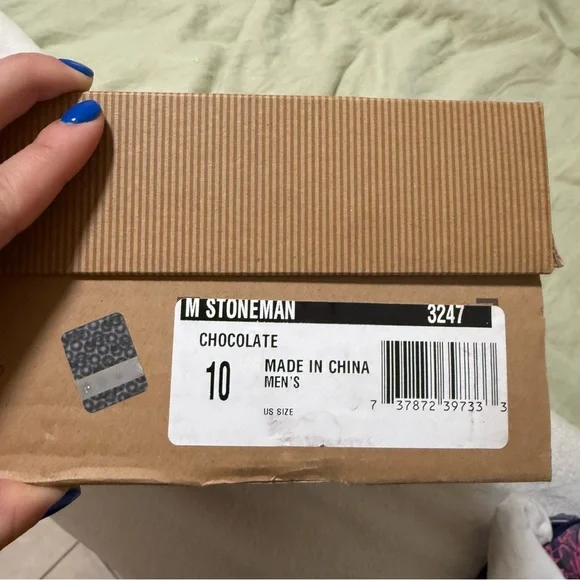 M STONEMAN 3247
CHOCOLATE
10 MADE IN CHINA
MEN'S
US SIZE
7 37872 39733 3